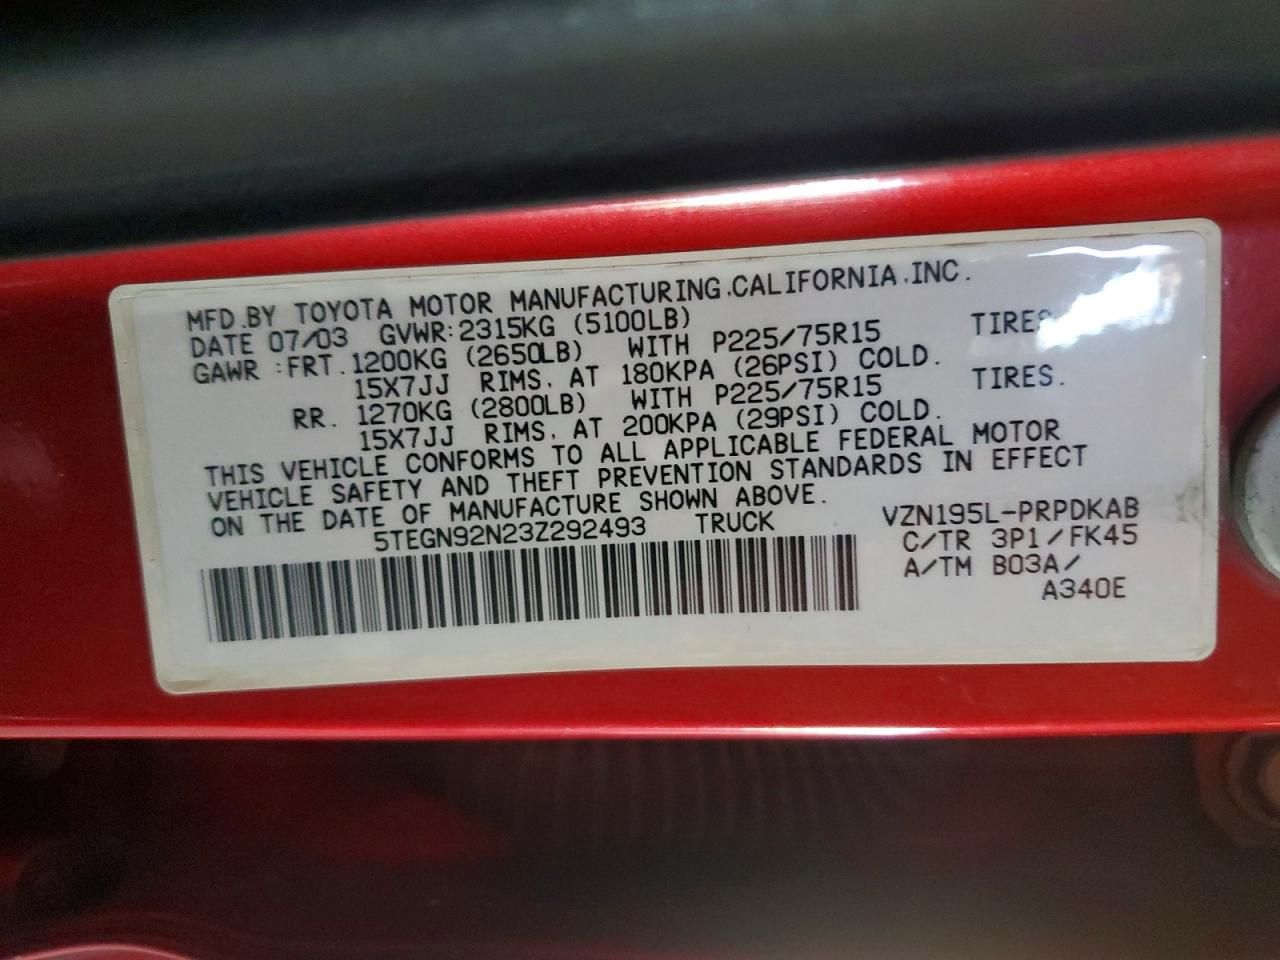 MFD.BY TOYOTA MOTOR MANUFACTURING.CALIFORNIA.INC.
DATE 07/03 GVWR:2315KG (5100LB)
GAWR :FRT. 1200KG (2650LB) WITH P225/75R15 TIRES
15X7JJ RIMS. AT 180KPA (26PSI) COLD.
RR. 1270KG (2800LB) WITH P225/75R15 TIRES.
15X7JJ RIMS. AT 200KPA (29PSI) COLD.
THIS VEHICLE CONFORMS TO ALL APPLICABLE FEDERAL MOTOR
VEHICLE SAFETY AND THEFT PREVENTION STANDARDS IN EFFECT
ON THE DATE OF MANUFACTURE SHOWN ABOVE.
5TEGN92N23Z292493 TRUCK VZN195L-PRPDKAB
C/TR 3P1/FK45
A/TM B03A/
A340E